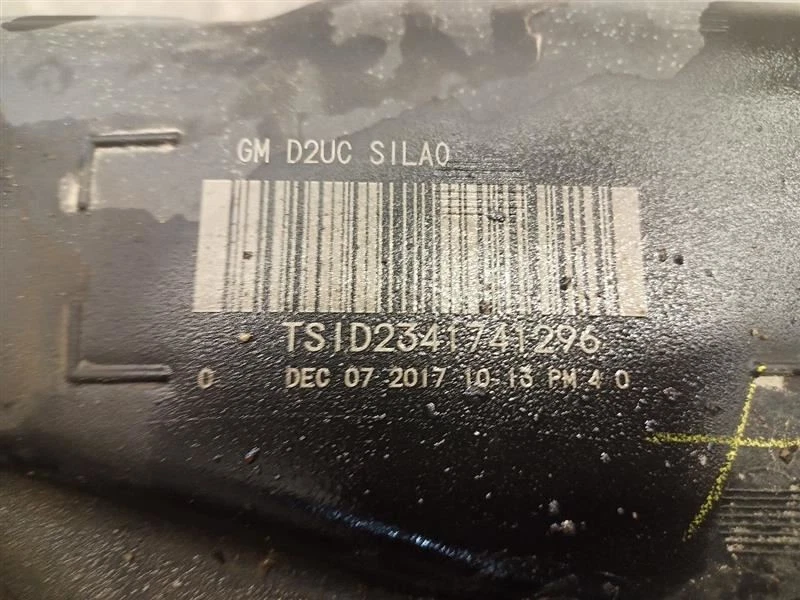 GM D2UC SILAO
TSID2341741296
0 DEC 07 2017 10-13 PM 4 0